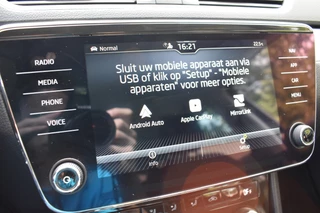 Normal
16:21
22.5
RADIO
MEDIA
PHONE
VOICE
Sluit uw mobiele apparaat aan via
USB of klik op "Setup" - "Mobiele
apparaten" voor meer opties.
Android Auto
Apple CarPlay
MirrorLink
Info
Setup
NAV
APP
CAR
MENU